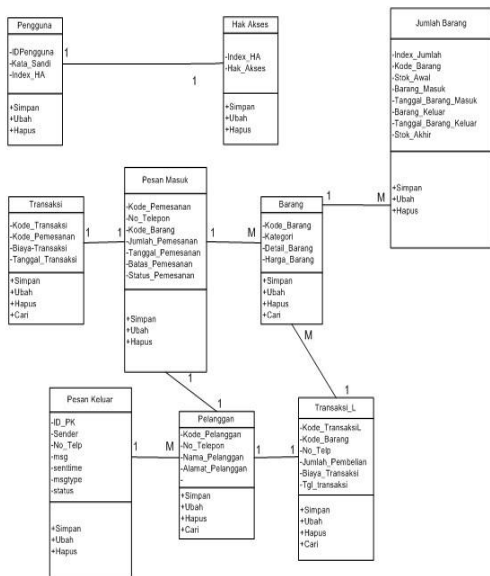 Pengguna
-IDPengguna
-Kata_Sandi
-Index_HA
+Simpan
+Ubah
+Hapus
1
1
Hak Akses
-Index_HA
-Hak_Akses
+Simpan
+Ubah
+Hapus
Jumlah Barang
-Index_Jumlah
-Kode_Barang
-Stok_Awal
-Barang_Masuk
-Tanggal_Barang_Masuk
-Barang_Keluar
-Tanggal_Barang_Keluar
-Stok_Akhir
+Simpan
+Ubah
+Hapus
Transaksi
-Kode_Transaksi
-Kode_Pemesanan
-Biaya-Transaksi
-Tanggal_Transaksi
+Simpan
+Ubah
+Hapus
+Cari
1
1
Pesan Masuk
-Kode_Pemesanan
-No_Telepon
-Kode_Barang
-Jumlah_Pemesanan
-Tanggal_Pemesanan
-Batas_Pemesanan
-Status_Pemesanan
+Simpan
+Ubah
+Hapus
1
M
Barang
-Kode_Barang
-Kategori
-Detail_Barang
-Harga_Barang
+Simpan
+Ubah
+Hapus
+Cari
1
M
M
1
1
1
Pesan Keluar
-ID_PK
-Sender
-No_Telp
-msg
-senttime
-msgtype
-status
+Simpan
+Ubah
+Hapus
1
M
Pelanggan
-Kode_Pelanggan
-No_Telepon
-Nama_Pelanggan
-Alamat_Pelanggan
-
+Simpan
+Ubah
+Hapus
+Cari
1
1
Transaksi_L
-Kode_TransaksiL
-Kode_Barang
-No_Telp
-Jumlah_Pembelian
-Biaya_Transaksi
-Tgl_transaksi
+Simpan
+Ubah
+Hapus
+Cari